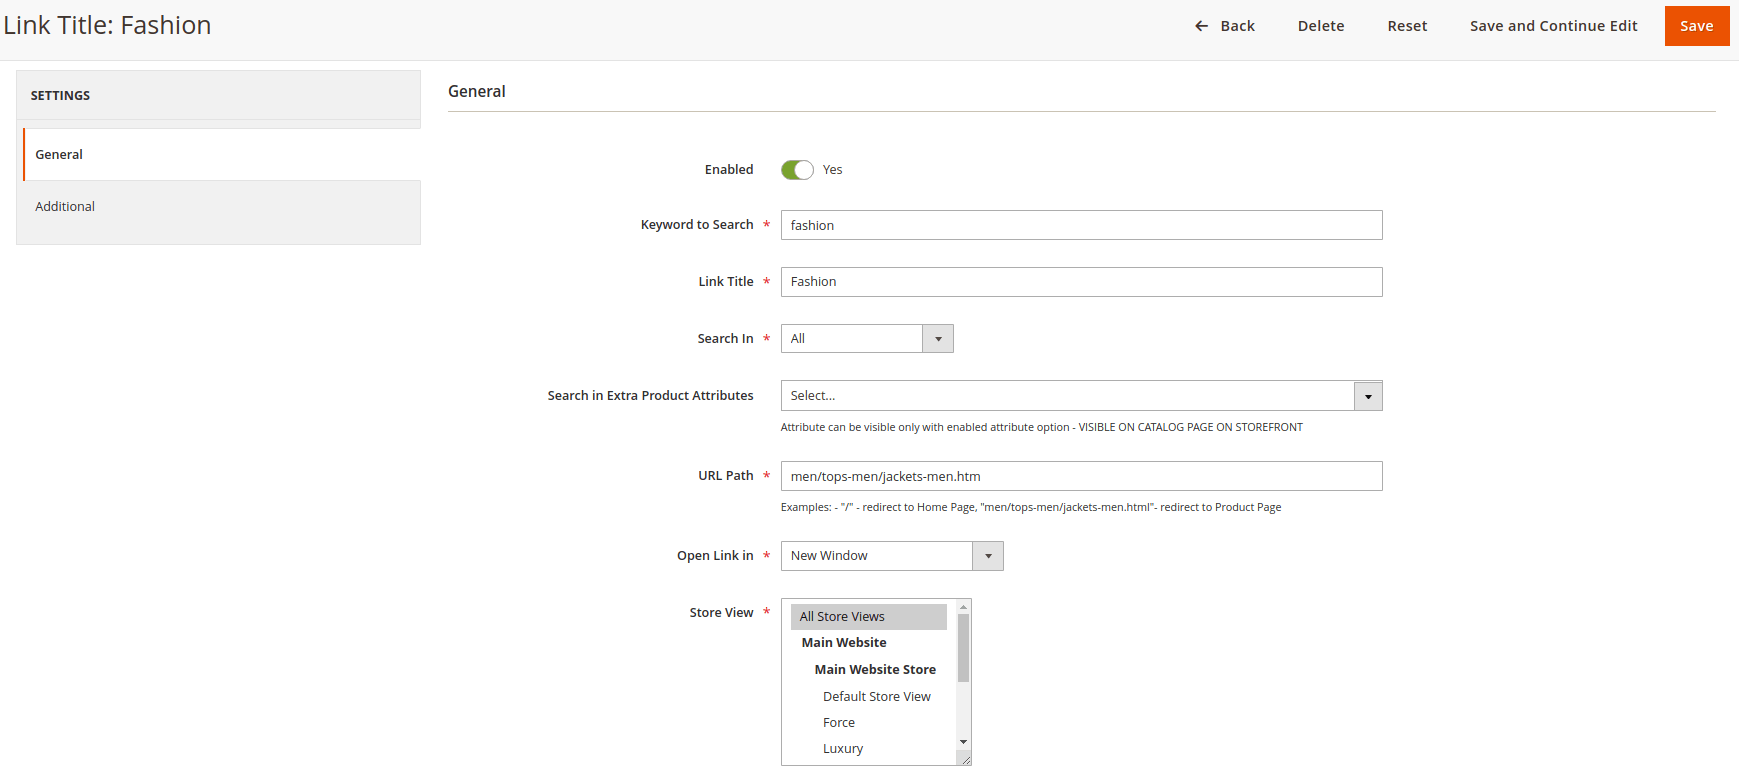 Link Title: Fashion
← Back Delete Reset Save and Continue Edit Save
SETTINGS
General
Additional
General
Enabled Yes
Keyword to Search * fashion
Link Title * Fashion
Search In * All
Search in Extra Product Attributes Select...
Attribute can be visible only with enabled attribute option - VISIBLE ON CATALOG PAGE ON STOREFRONT
URL Path * men/tops-men/jackets-men.htm
Examples: - "/" - redirect to Home Page, "men/tops-men/jackets-men.html"- redirect to Product Page
Open Link in * New Window
Store View * All Store Views
Main Website
Main Website Store
Default Store View
Force
Luxury